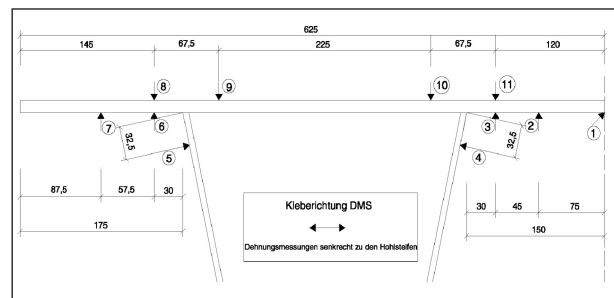 625
145 67,5 225 67,5 120
8 9 10 11
7 6 3 2 1
32,5 5 4 32,5
87,5 57,5 30 30 45 75
175 150
Kleberichtung DMS
Dehnungsmessungen senkrecht zu den Hohlsteifen